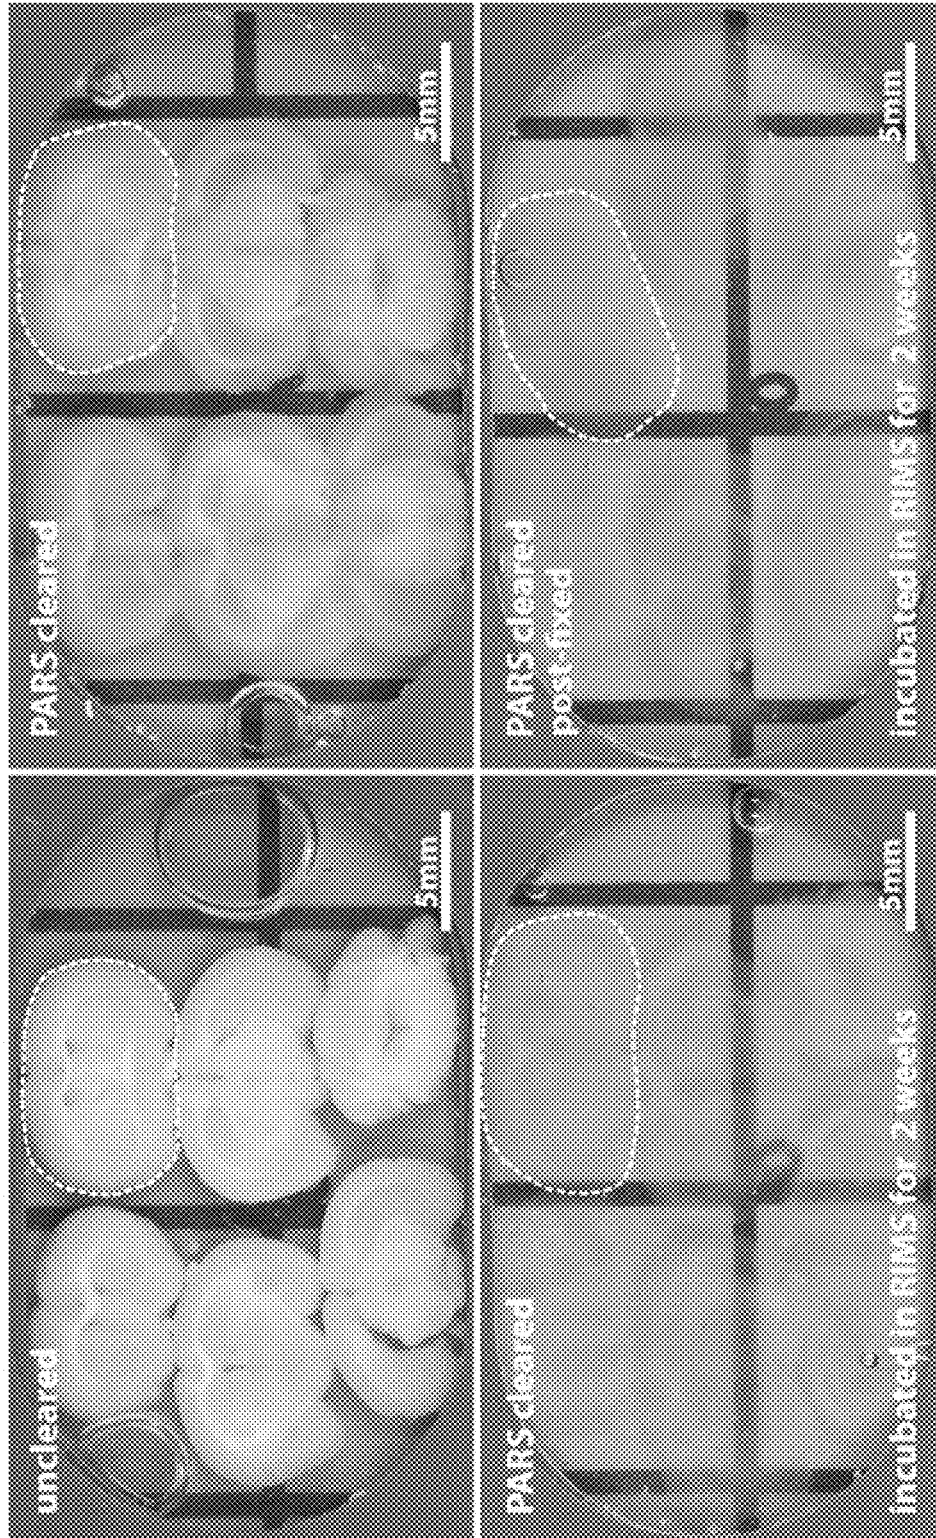 uncleared
5mm
PARS cleared
5mm
PARS cleared
incubated in RIMS for 2 weeks
5mm
PARS cleared
post-fixed
incubated in RIMS for 2 weeks
5mm